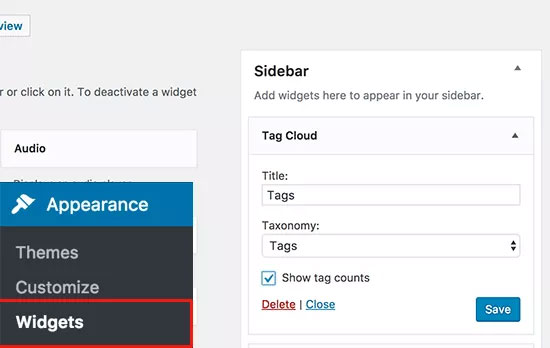 view
r or click on it. To deactivate a widget
Audio
Appearance
Themes
Customize
Widgets
Sidebar
Add widgets here to appear in your sidebar.
Tag Cloud
Title:
Tags
Taxonomy:
Tags
Show tag counts
Delete | Close
Save